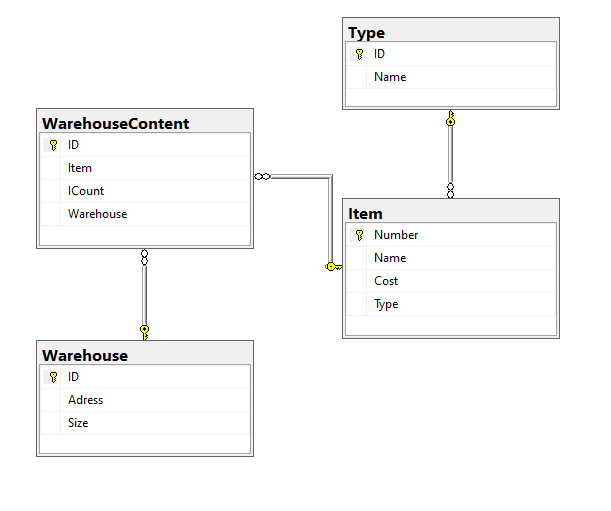 Type
ID
Name
WarehouseContent
ID
Item
ICount
Warehouse
Item
Number
Name
Cost
Type
Warehouse
ID
Adress
Size